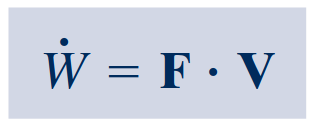 Ẇ = F · V